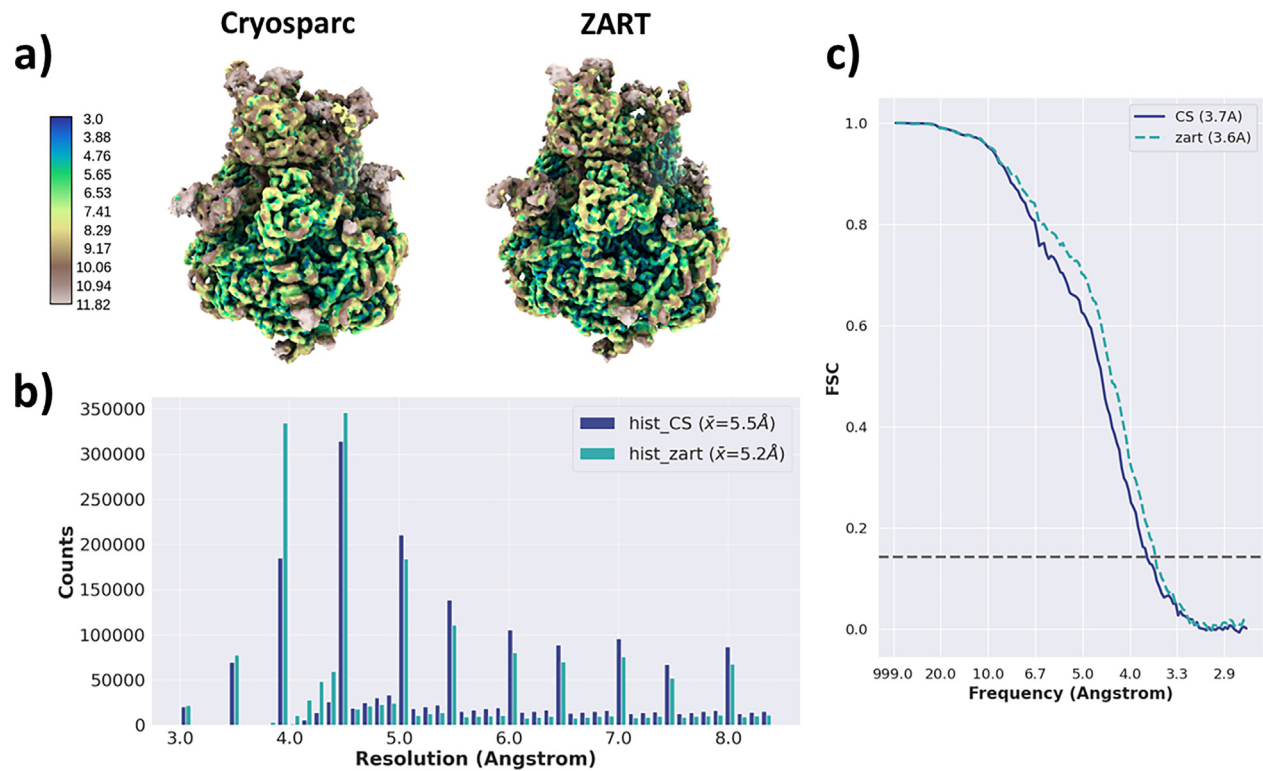 Cryosparc
ZART
a)
3.0
3.88
4.76
5.65
6.53
7.41
8.29
9.17
10.06
10.94
11.82
b)
350000
300000
250000
200000
150000
100000
50000
0
Counts
hist_CS (x̄=5.5Å)
hist_zart (x̄=5.2Å)
3.0 4.0 5.0 6.0 7.0 8.0
Resolution (Angstrom)
c)
CS (3.7A)
zart (3.6A)
1.0
0.8
0.6
0.4
0.2
0.0
FSC
999.0 20.0 10.0 6.7 5.0 4.0 3.3 2.9
Frequency (Angstrom)